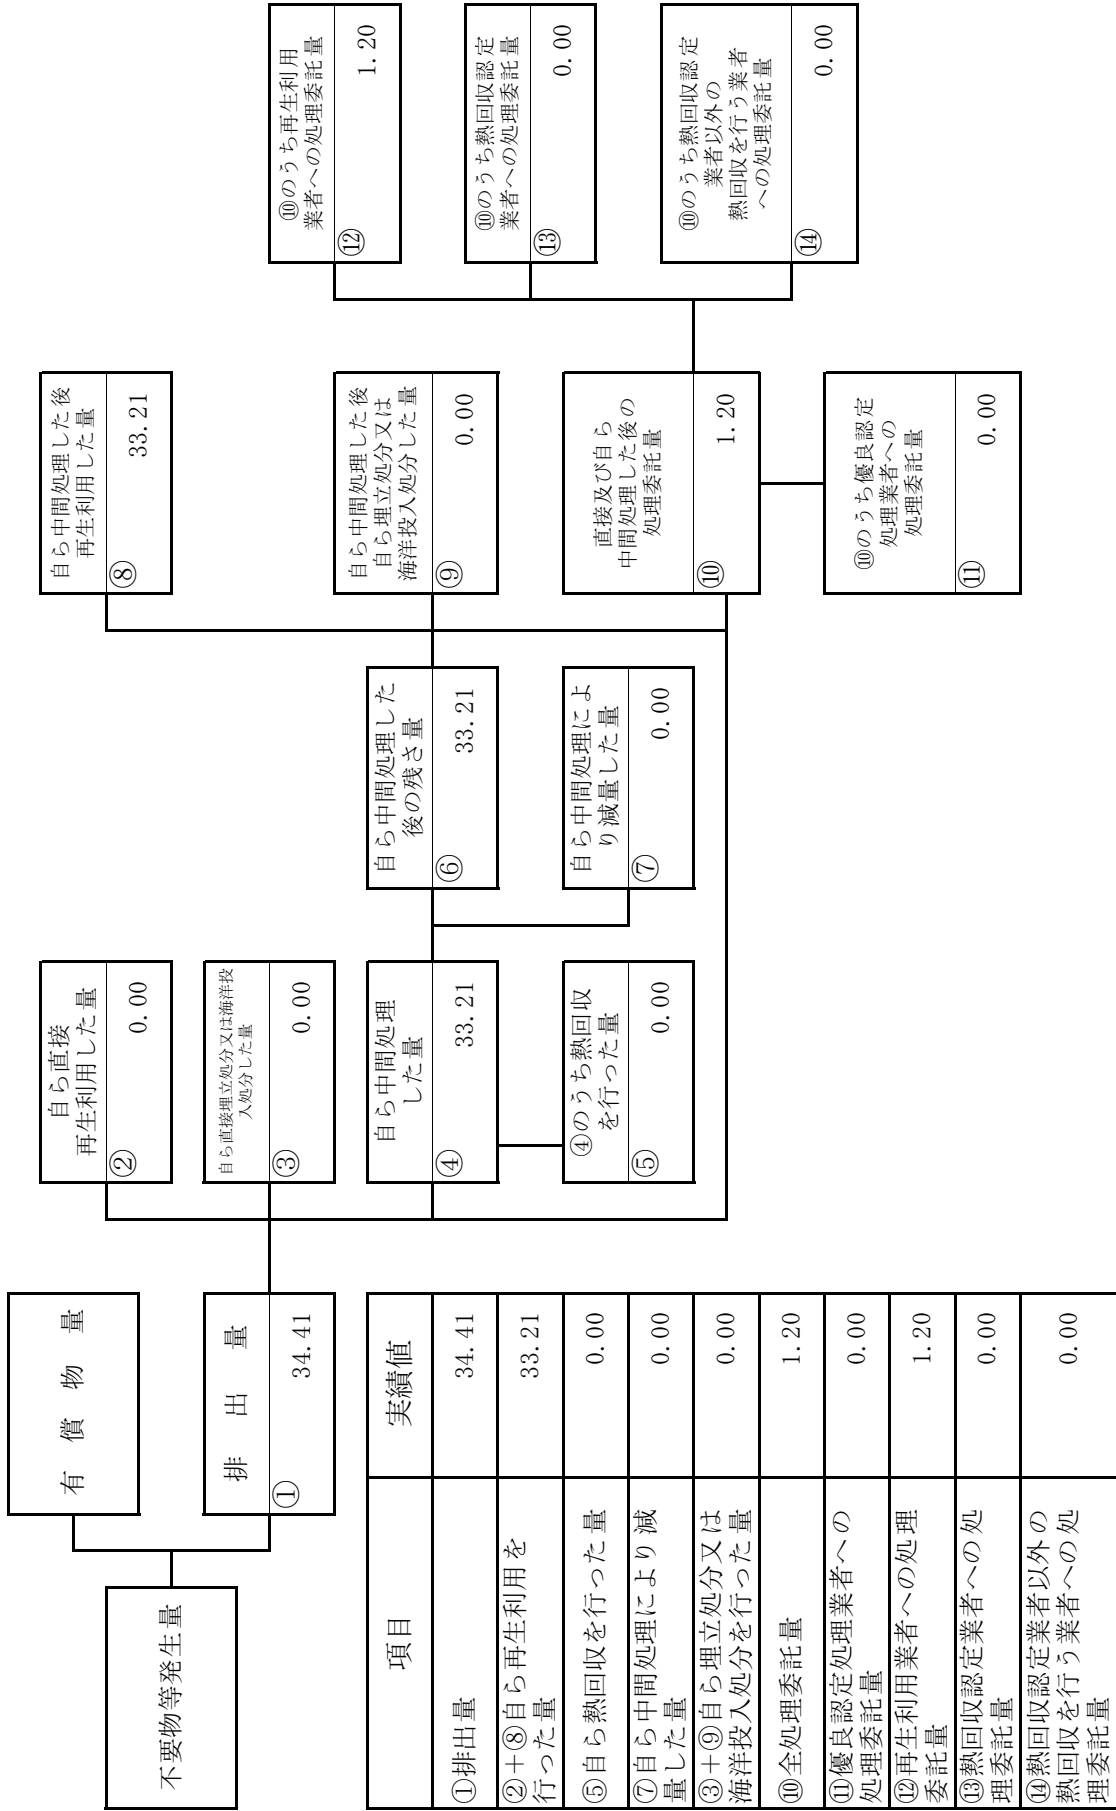 不要物等発生量
有償物量
排出量
①
34.41
自ら直接
再生利用した量
②
0.00
自ら直接埋立処分又は海洋投
入処分した量
③
0.00
自ら中間処理
した量
④
33.21
④のうち熱回収
を行った量
⑤
0.00
自ら中間処理した
後の残さ量
⑥
33.21
自ら中間処理によ
り減量した量
⑦
0.00
自ら中間処理した後
再生利用した量
⑧
33.21
自ら中間処理した後
自ら埋立処分又は
海洋投入処分した量
⑨
0.00
直接及び自ら
中間処理した後の
処理委託量
⑩
1.20
⑩のうち優良認定
処理業者への
処理委託量
⑪
0.00
⑩のうち再生利用
業者への処理委託量
⑫
1.20
⑩のうち熱回収認定
業者への処理委託量
⑬
0.00
⑩のうち熱回収認定
業者以外の
熱回収を行う業者
への処理委託量
⑭
0.00
項目
実績値
①排出量
34.41
②+⑧自ら再生利用を
行った量
33.21
⑤自ら熱回収を行った量
0.00
⑦自ら中間処理により減
量した量
0.00
③+⑨自ら埋立処分又は
海洋投入処分を行った量
0.00
⑩全処理委託量
1.20
⑪優良認定処理業者への
処理委託量
0.00
⑫再生利用業者への処理
委託量
1.20
⑬熱回収認定業者への処
理委託量
0.00
⑭熱回収認定業者以外の
熱回収を行う業者への処
理委託量
0.00